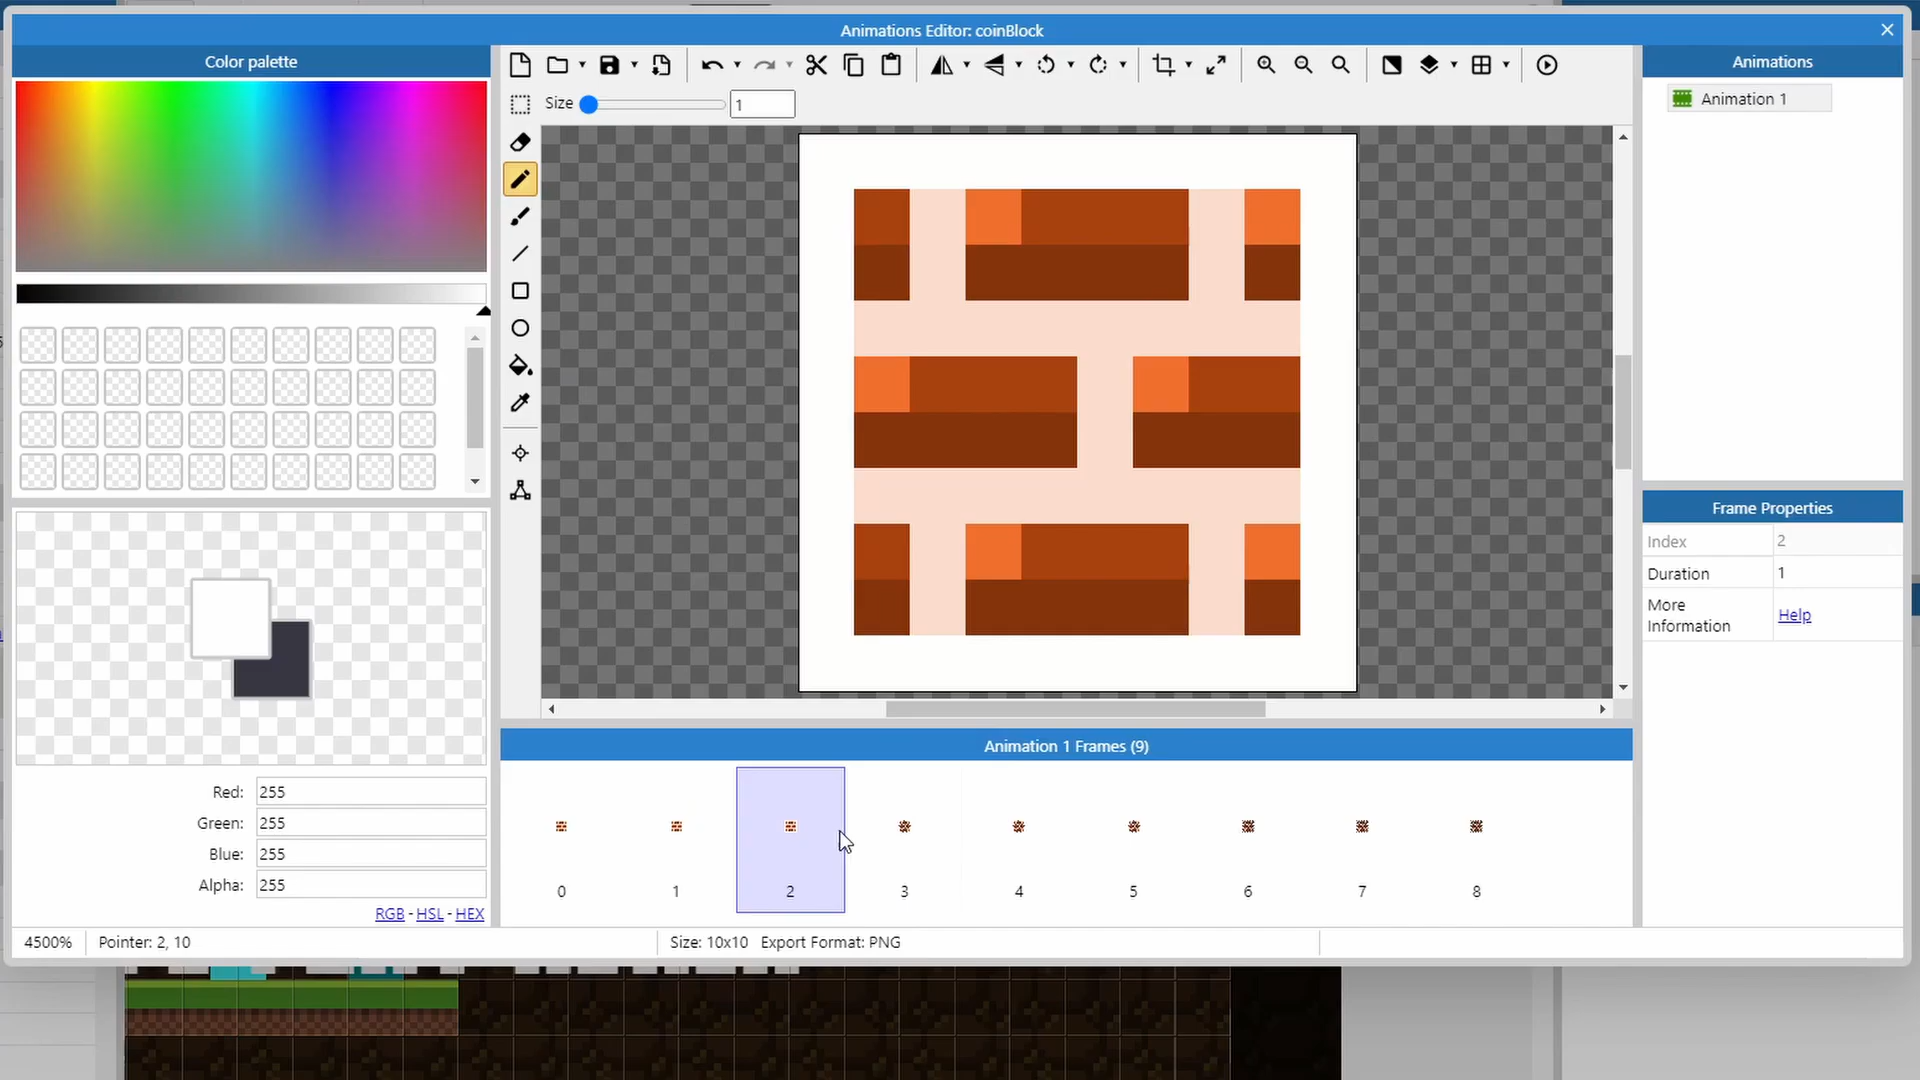 Animations Editor: coinBlock
Color palette
Size 1
Animations
Animation 1
Frame Properties
Index 2
Duration 1
More Information Help
Animation 1 Frames (9)
0 1 2 3 4 5 6 7 8
Red: 255
Green: 255
Blue: 255
Alpha: 255
RGB - HSL - HEX
4500% Pointer: 2, 10 Size: 10x10 Export Format: PNG